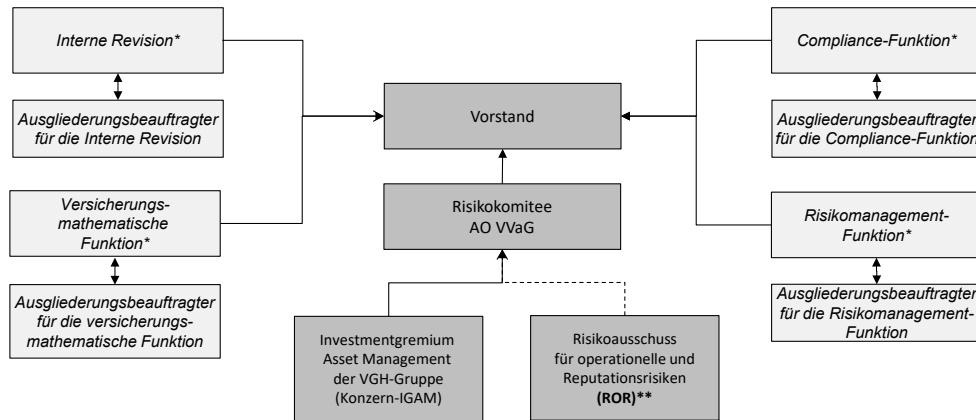 Interne Revision*
Ausgliederungsbeauftragter
für die Interne Revision
Versicherungs-
mathematische
Funktion*
Ausgliederungsbeauftragter
für die versicherungs-
mathematische Funktion
Vorstand
Risikokomitee
AO VVaG
Investmentgremium
Asset Management
der VGH-Gruppe
(Konzern-IGAM)
Risikoausschuss
für operationelle und
Reputationsrisiken
(ROR)**
Compliance-Funktion*
Ausgliederungsbeauftragter
für die Compliance-Funktion
Risikomanagement-
Funktion*
Ausgliederungsbeauftragter
für die Risikomanagement-
Funktion